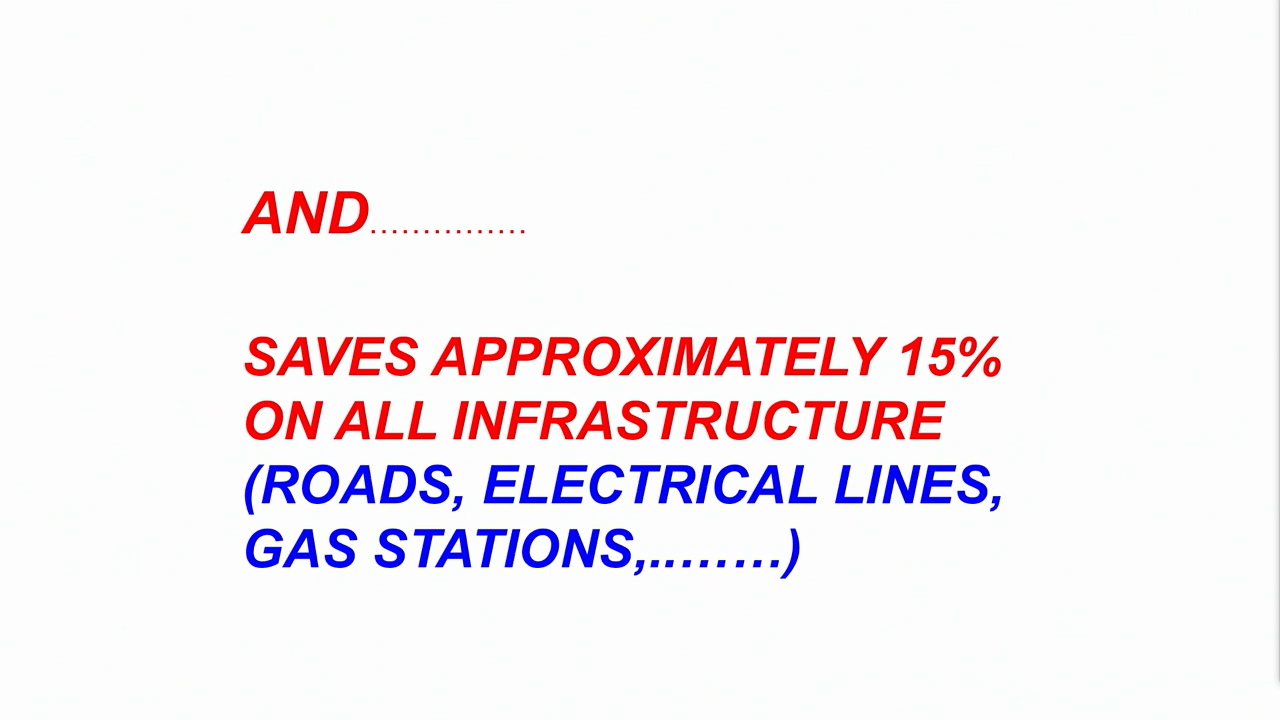 AND...............
SAVES APPROXIMATELY 15%
ON ALL INFRASTRUCTURE
(ROADS, ELECTRICAL LINES,
GAS STATIONS,..……)